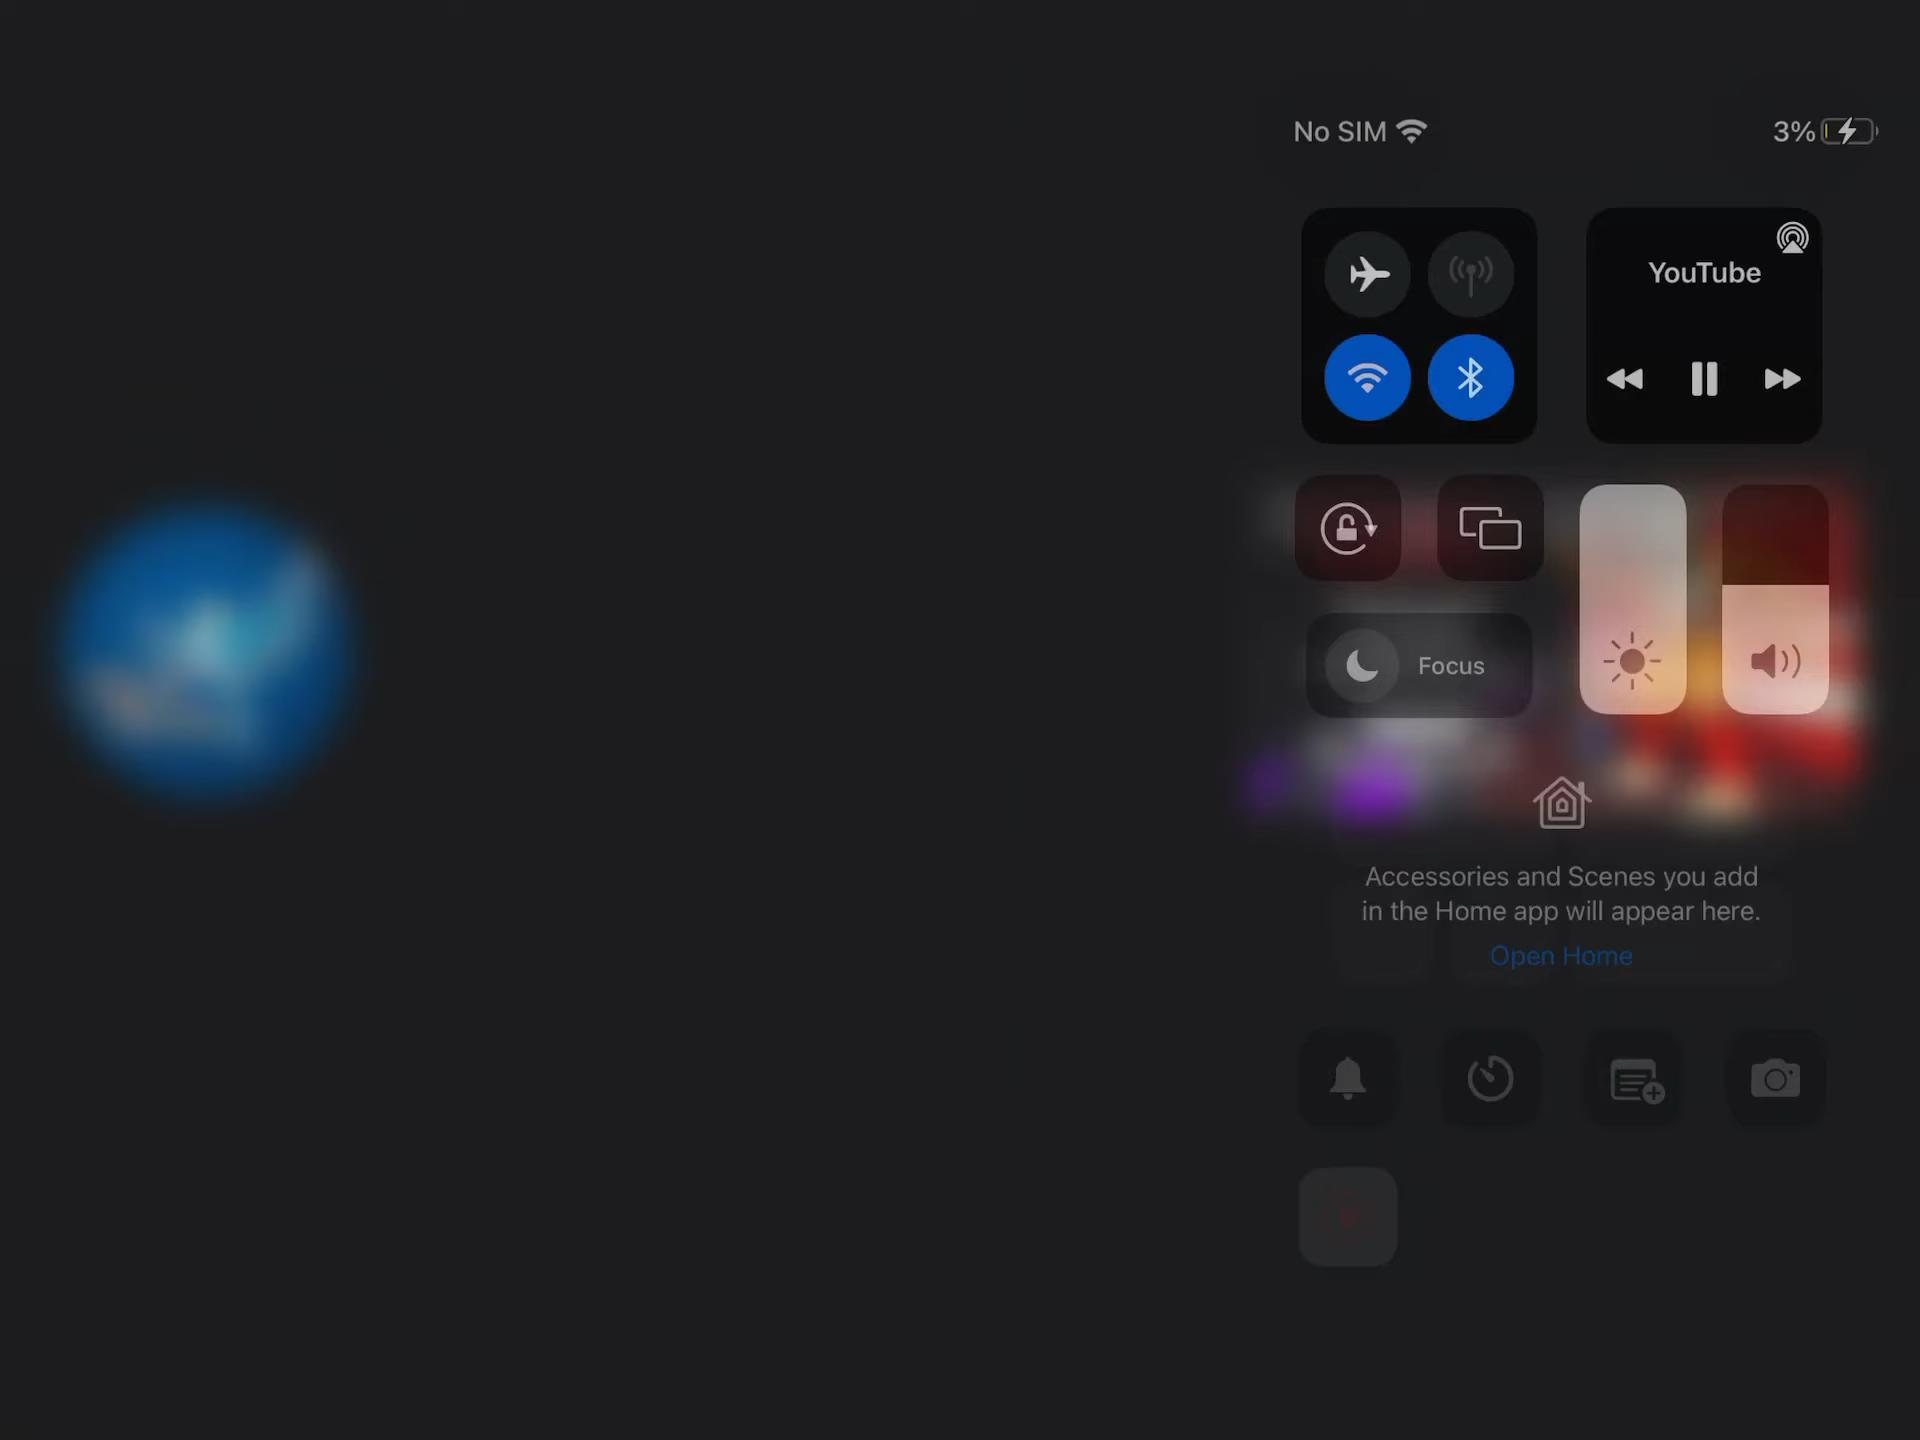 No SIM
3%
YouTube
Focus
Accessories and Scenes you add
in the Home app will appear here.
Open Home